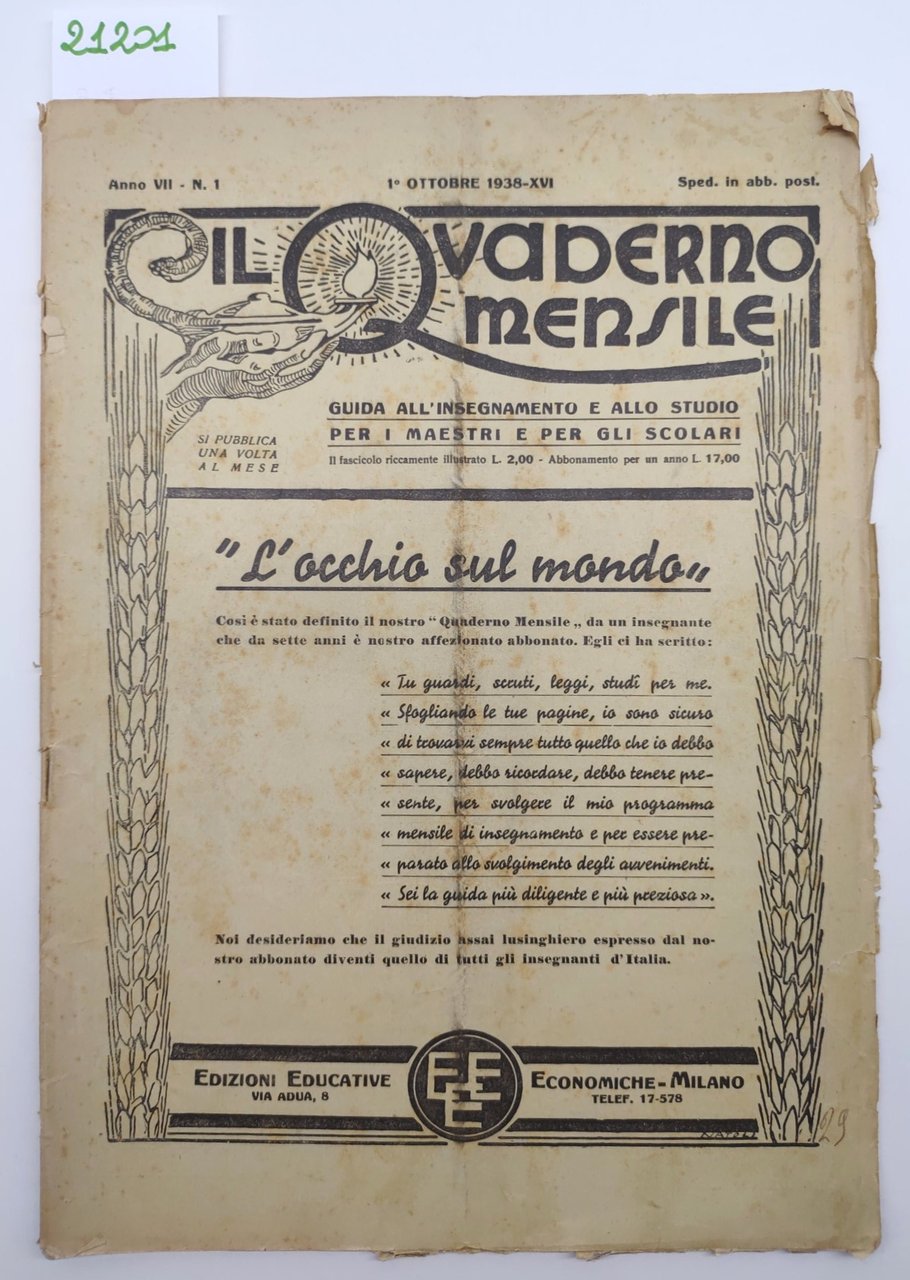 21201
Anno VII - N. 1
1º OTTOBRE 1938-XVI
Sped. in abb. post.
IL QVADERNO
MENSILE
GUIDA ALL'INSEGNAMENTO E ALLO STUDIO
PER I MAESTRI E PER GLI SCOLARI
Il fascicolo riccamente illustrato L. 2,00 - Abbonamento per un anno L. 17,00
SI PUBBLICA
UNA VOLTA
AL MESE
"L'occhio sul mondo„
Così è stato definito il nostro "Quaderno Mensile„ da un insegnante
che da sette anni è nostro affezionato abbonato. Egli ci ha scritto:
« Tu guardi, scruti, leggi, studî per me.
« Sfogliando le tue pagine, io sono sicuro
« di trovarvi sempre tutto quello che io debbo
« sapere, debbo ricordare, debbo tenere pre-
« sente, per svolgere il mio programma
« mensile di insegnamento e per essere pre-
« parato allo svolgimento degli avvenimenti.
« Sei la guida più diligente e più preziosa ».
Noi desideriamo che il giudizio assai lusinghiero espresso dal no-
stro abbonato diventi quello di tutti gli insegnanti d'Italia.
EDIZIONI EDUCATIVE
VIA ADUA, 8
EEE
ECONOMICHE - MILANO
TELEF. 17-578
NAPOLI
29